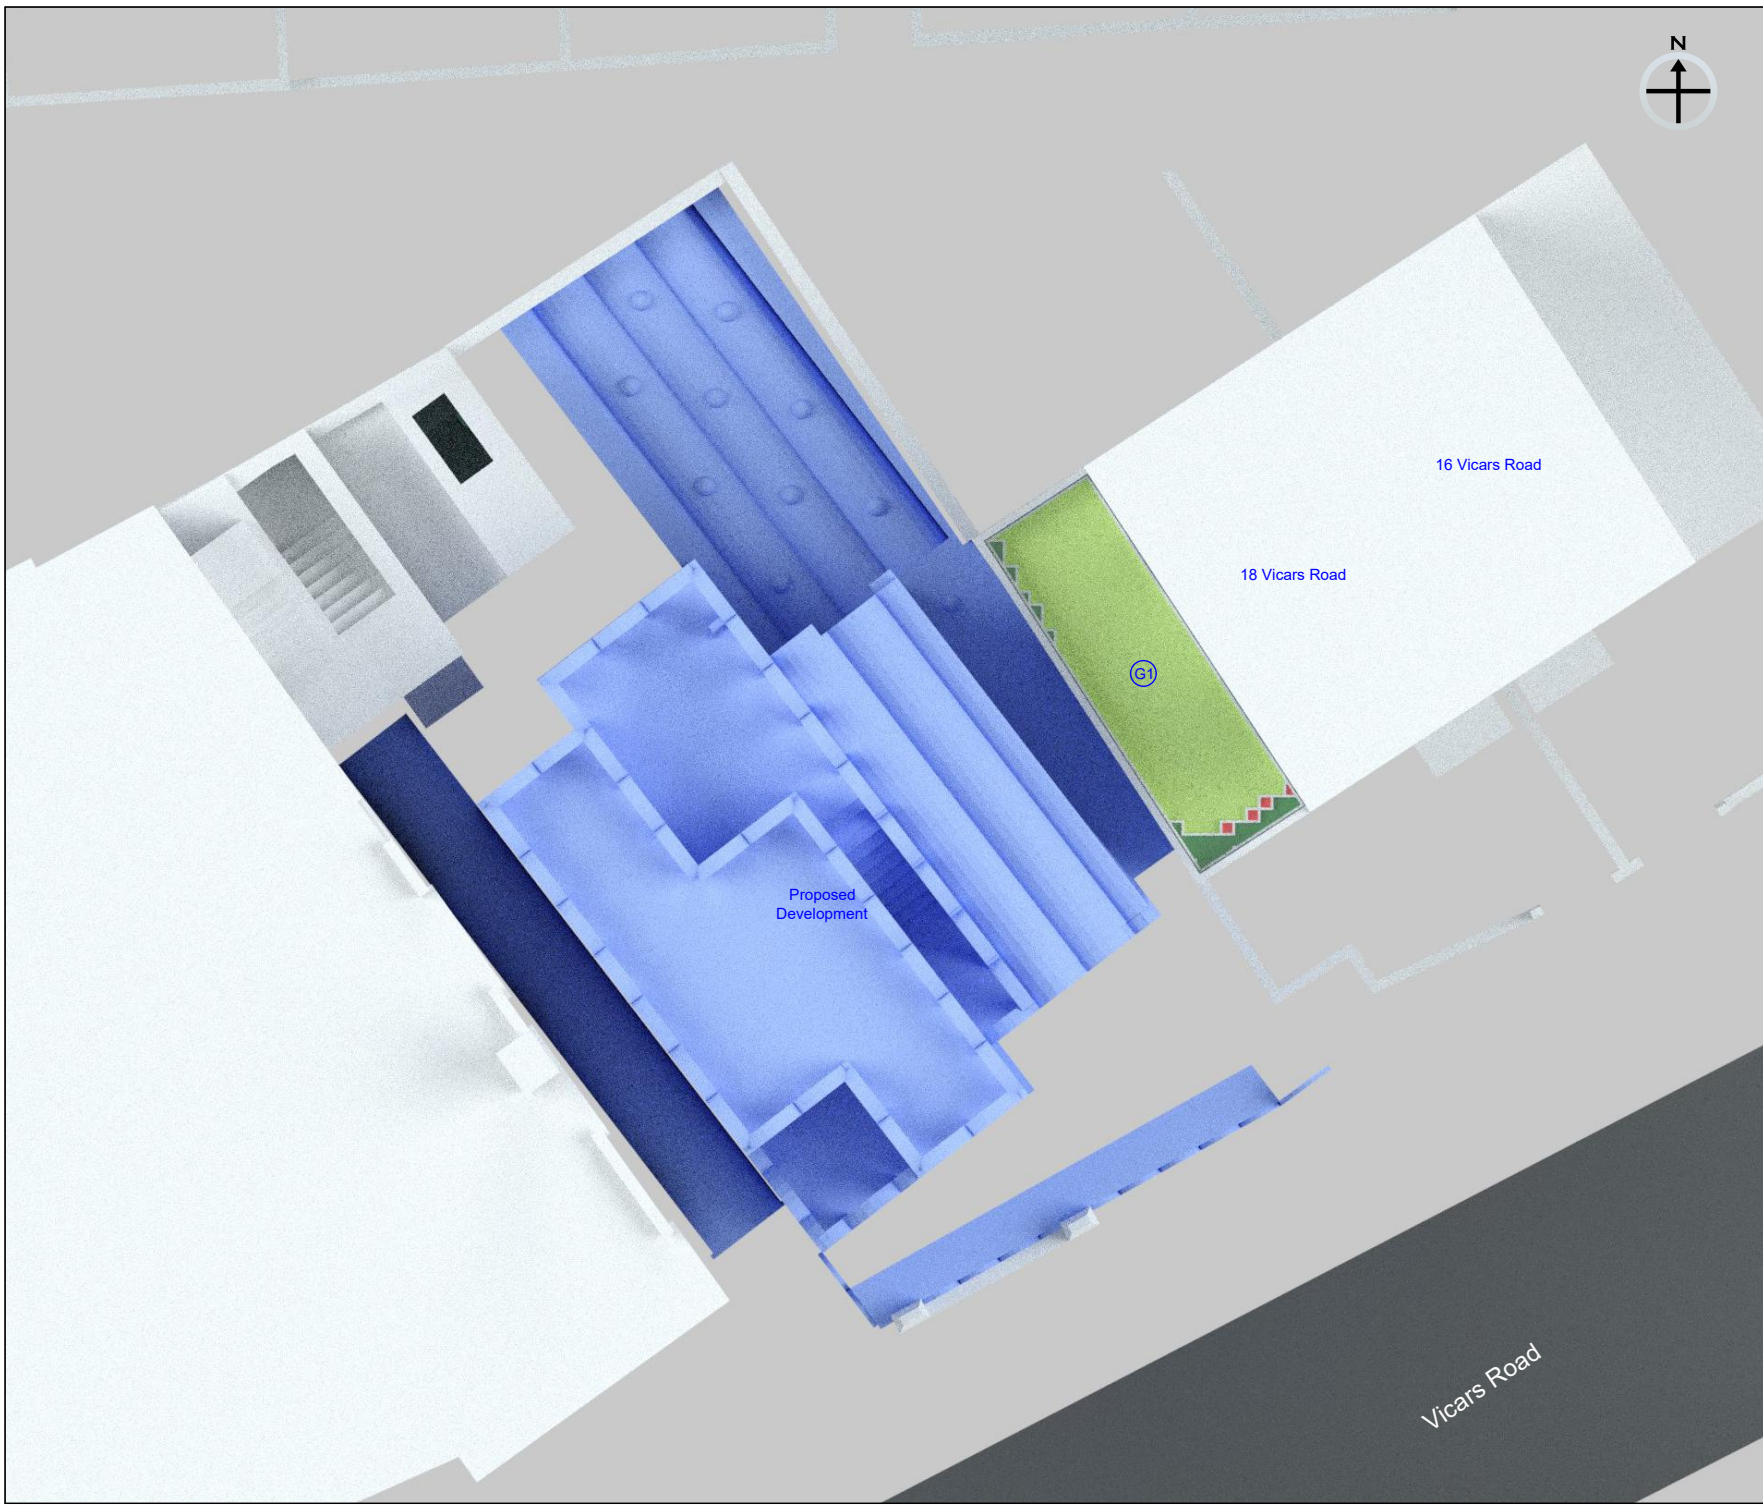 N
16 Vicars Road
18 Vicars Road
G1
Proposed
Development
Vicars Road